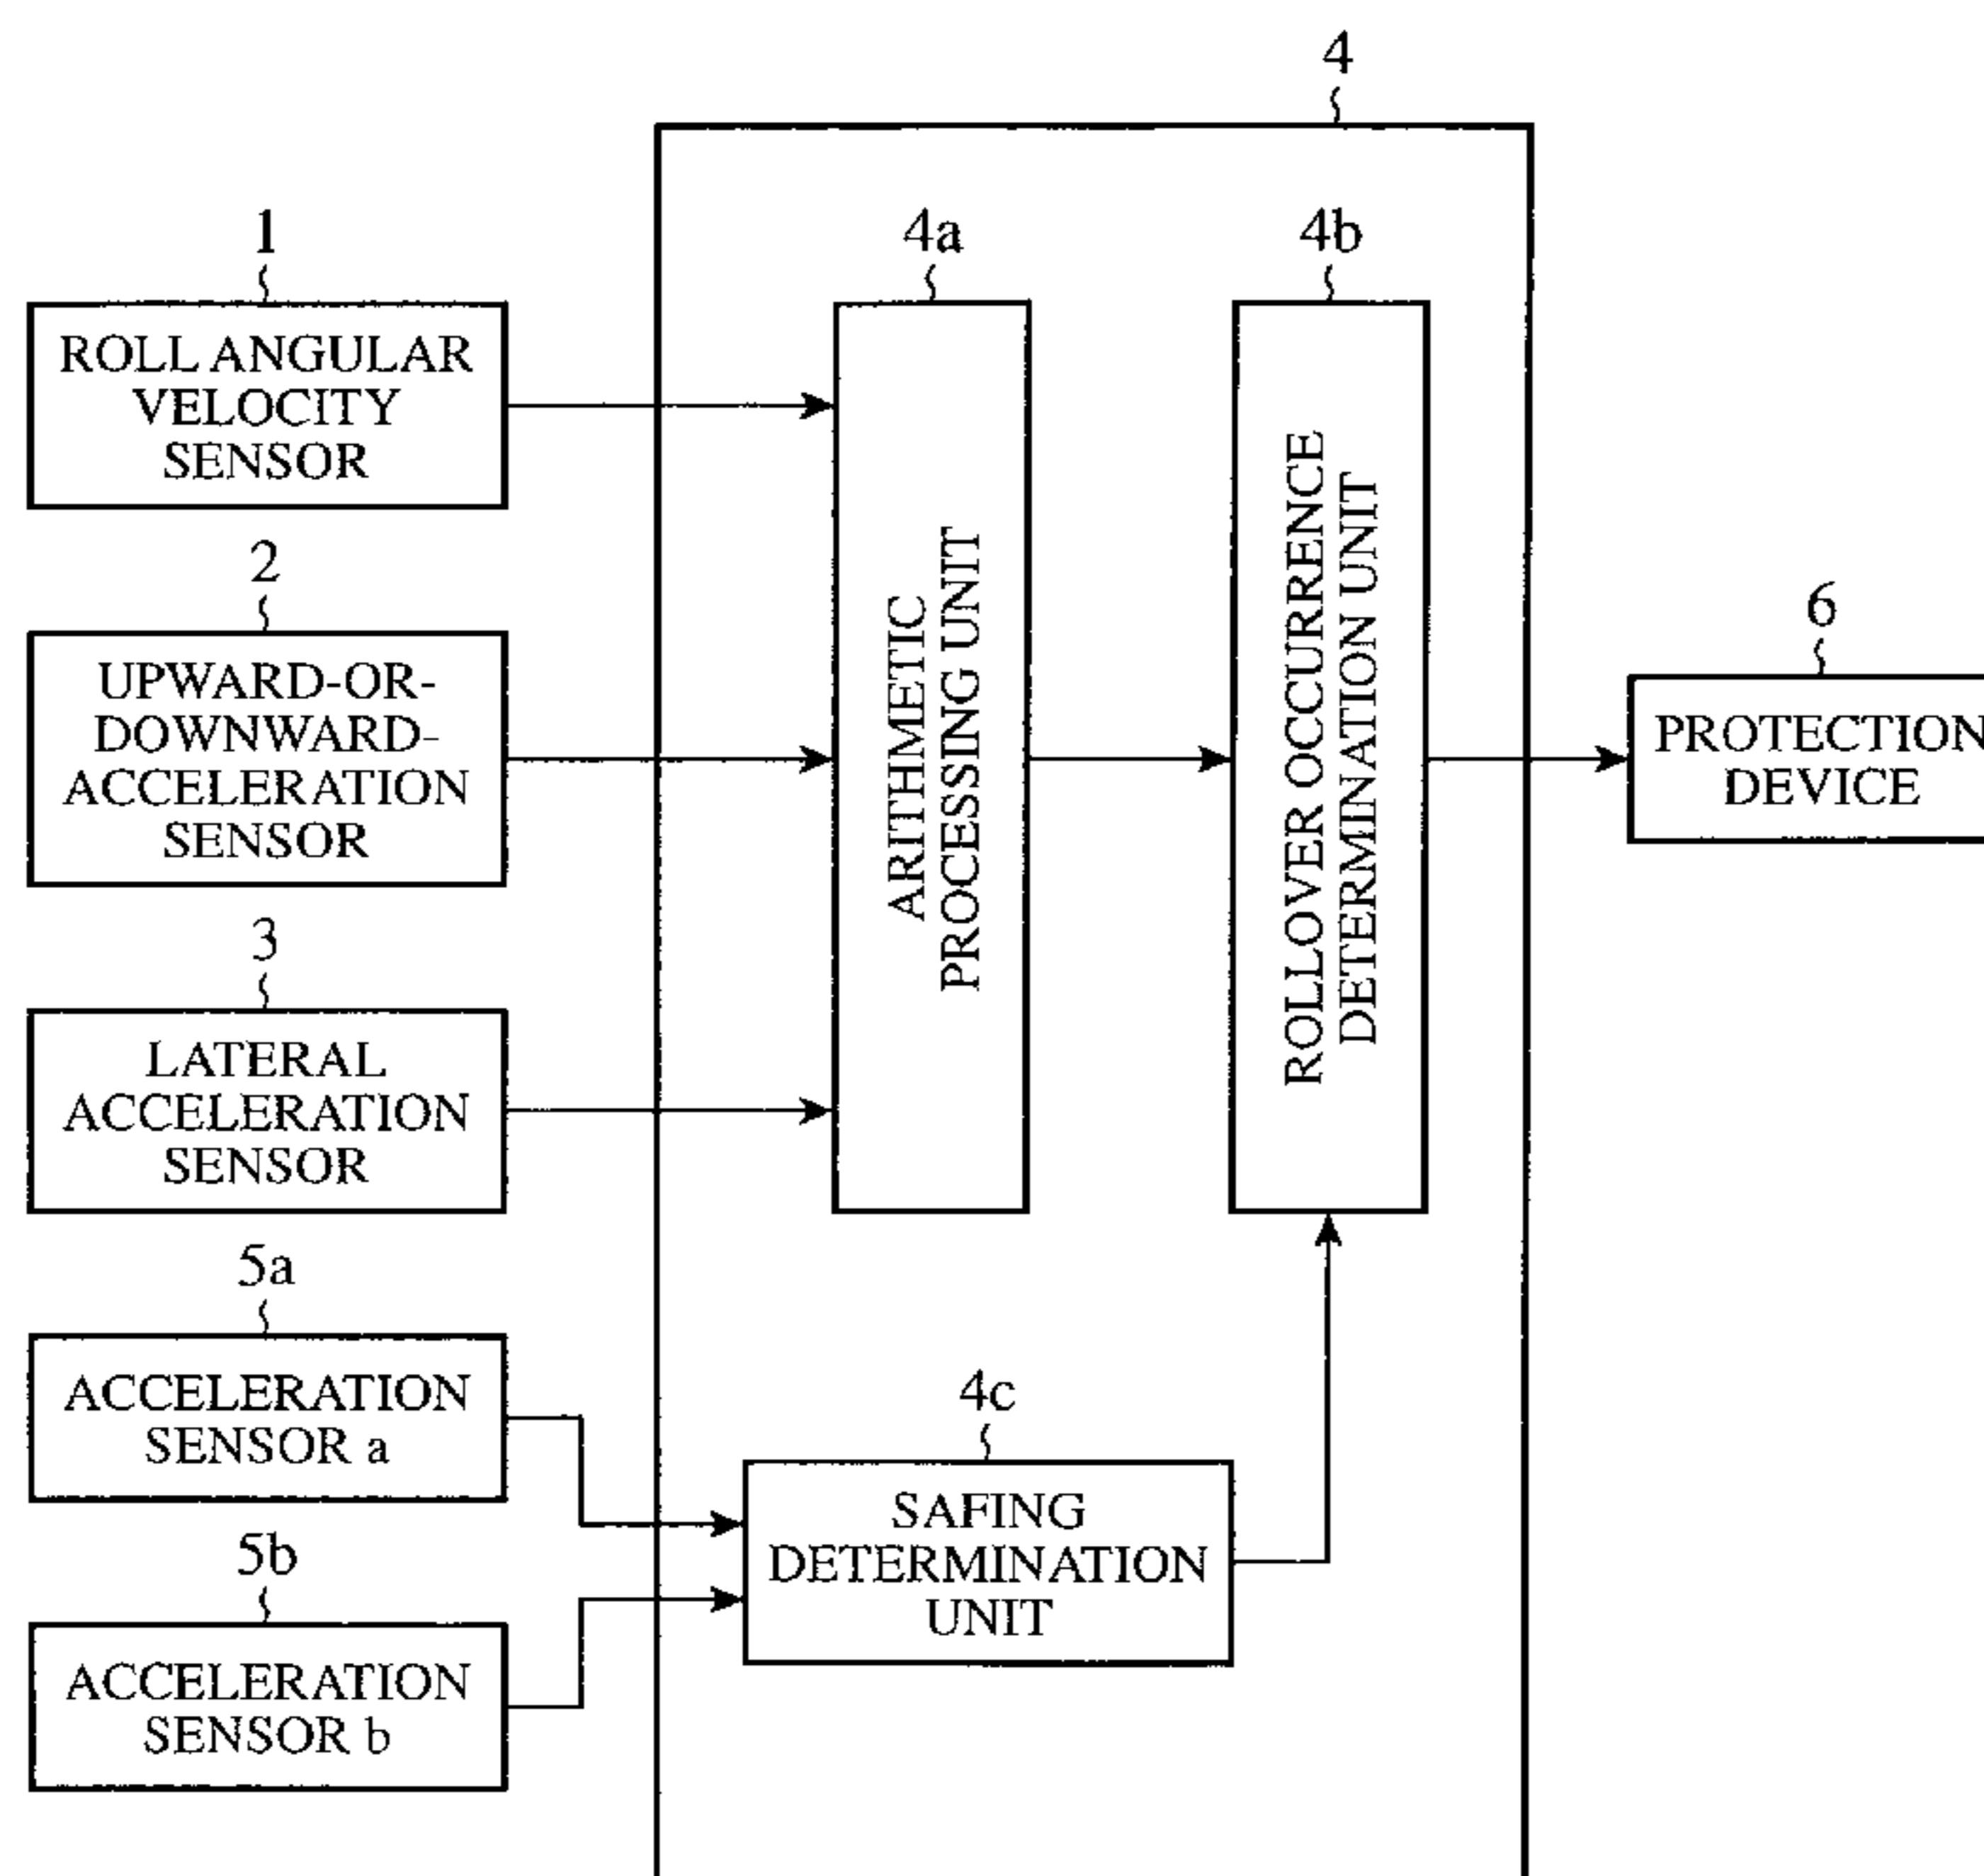 4
1
ROLL ANGULAR
VELOCITY
SENSOR
2
UPWARD-OR-
DOWNWARD-
ACCELERATION
SENSOR
3
LATERAL
ACCELERATION
SENSOR
5a
ACCELERATION
SENSOR a
5b
ACCELERATION
SENSOR b
4a
ARITHMETIC
PROCESSING UNIT
4b
ROLLOVER OCCURRENCE
DETERMINATION UNIT
4c
SAFING
DETERMINATION
UNIT
6
PROTECTION
DEVICE